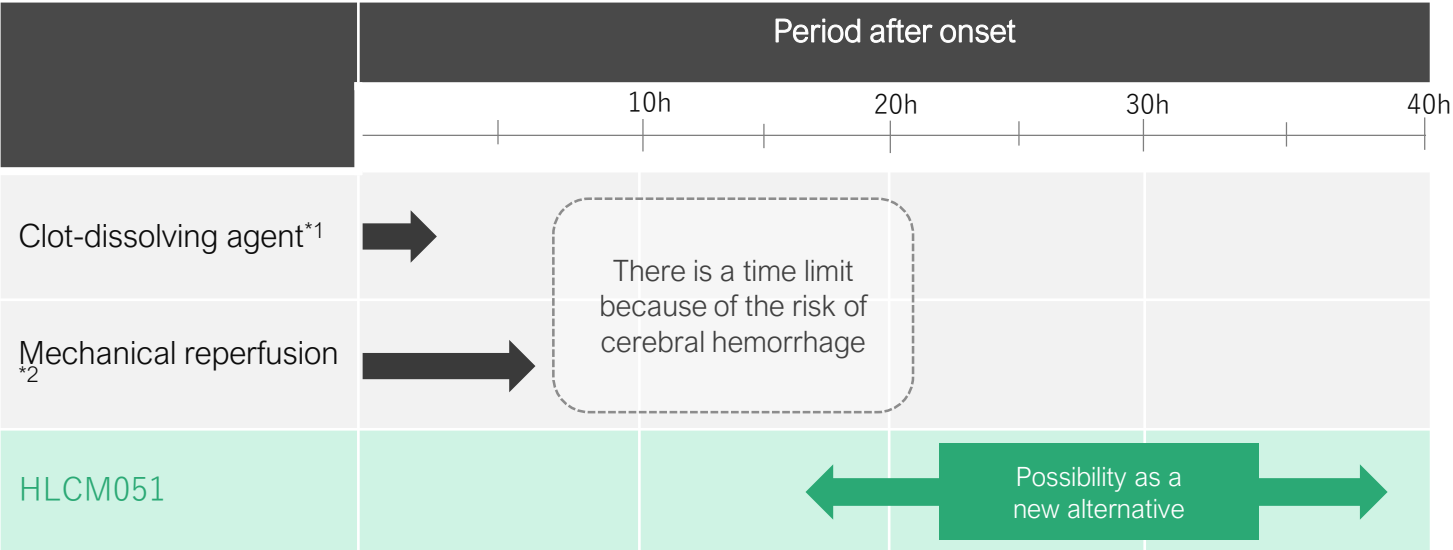 Period after onset
10h 20h 30h 40h
Clot-dissolving agent*1
There is a time limit
because of the risk of
cerebral hemorrhage
Mechanical reperfusion
*2
HLCM051
Possibility as a
new alternative